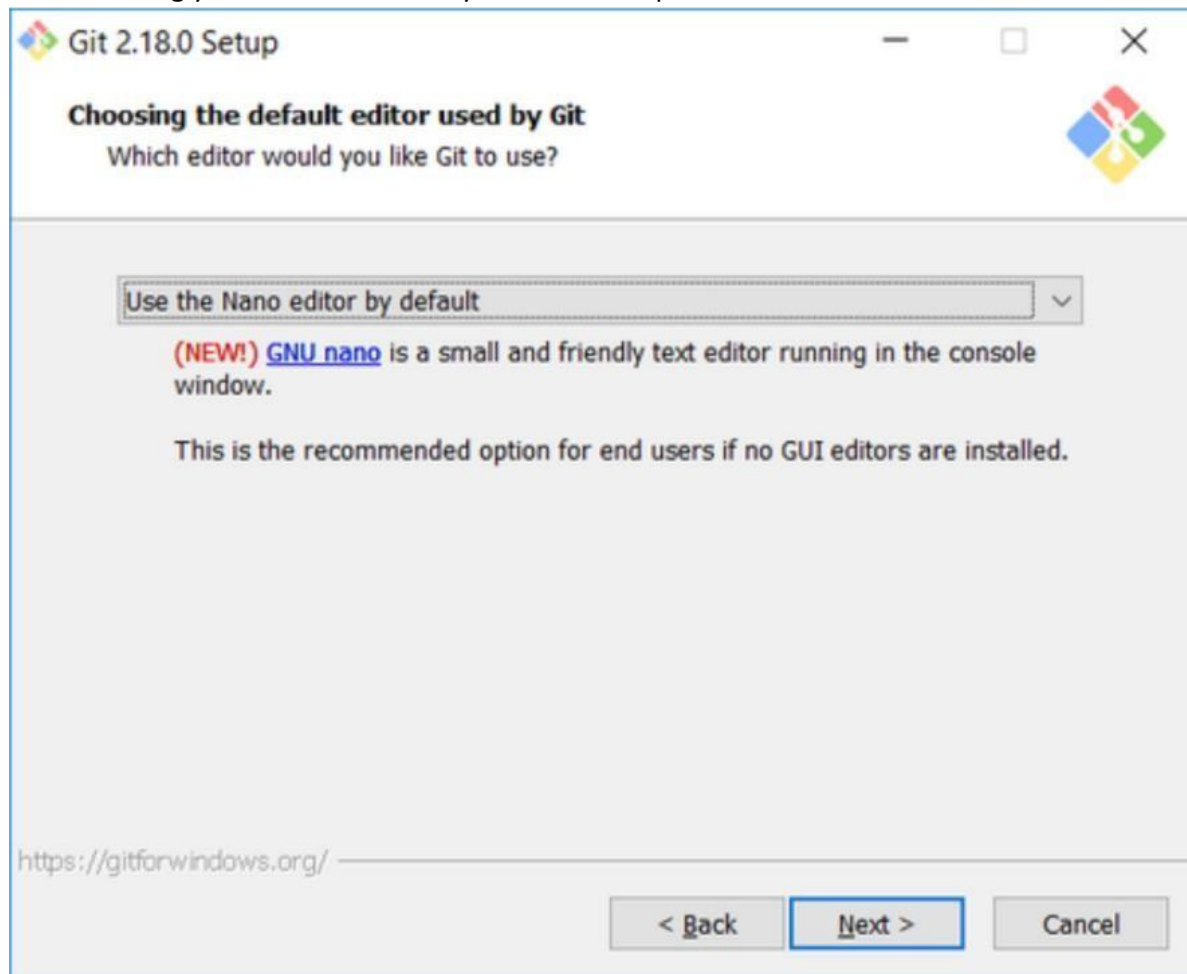 Git 2.18.0 Setup
Choosing the default editor used by Git
Which editor would you like Git to use?
Use the Nano editor by default
(NEW!) GNU nano is a small and friendly text editor running in the console
window.
This is the recommended option for end users if no GUI editors are installed.
https://gitforwindows.org/
< Back
Next >
Cancel